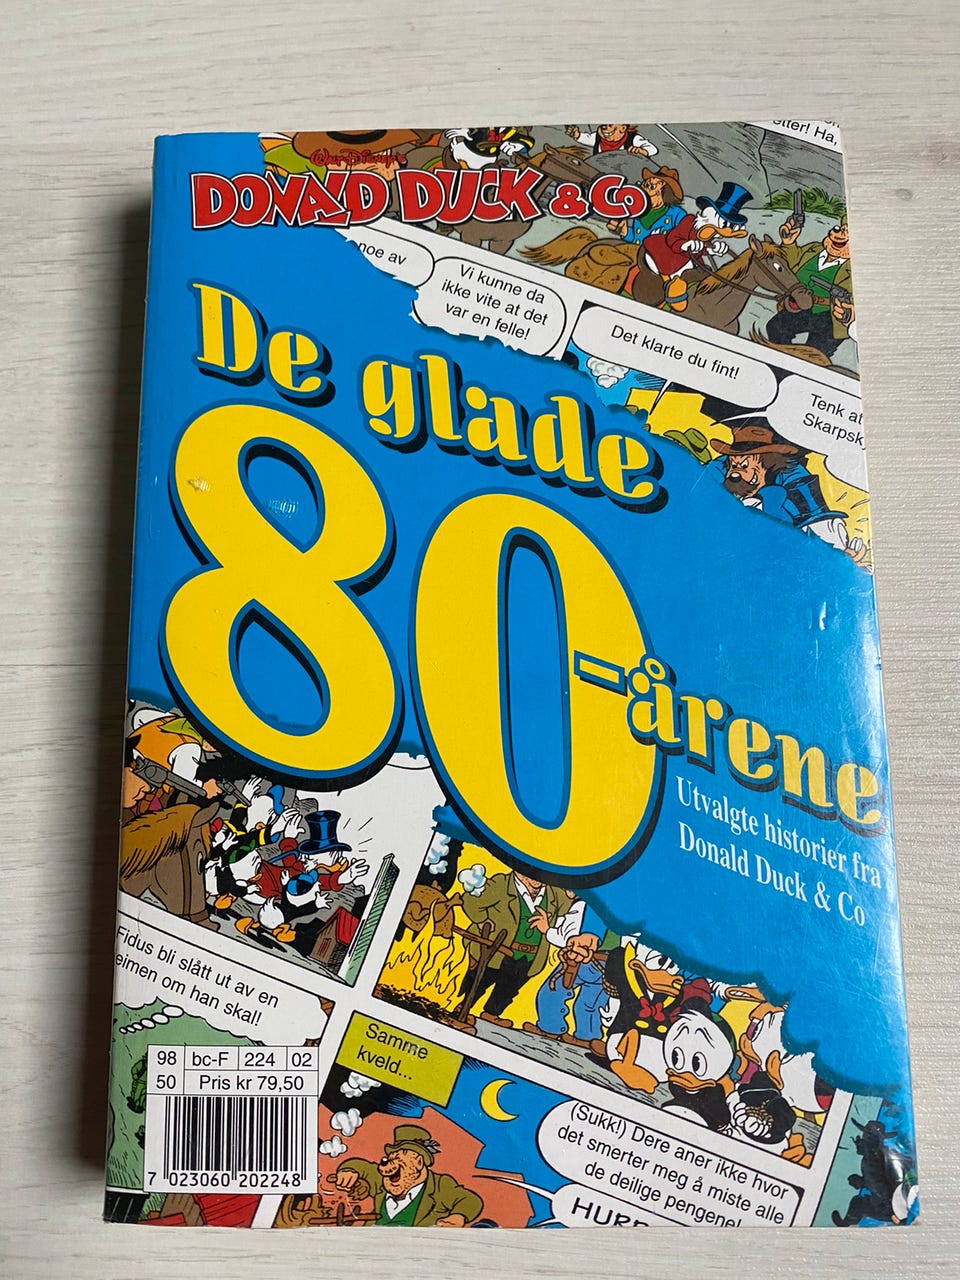 etter! Ha,
Walt Disney's
DONALD DUCK & Co
noe av
Vi kunne da
ikke vite at det
var en felle!
Det klarte du fint!
Tenk at
Skarpsk
De glade
80-årene
Utvalgte historier fra
Donald Duck & Co
Fidus bli slått ut av en
eimen om han skal!
Samme
kveld...
98 bc-F 224 02
50 Pris kr 79,50
7 023060 202248
(Sukk!) Dere aner ikke hvor
det smerter meg å miste alle
de deilige pengene!
HURR